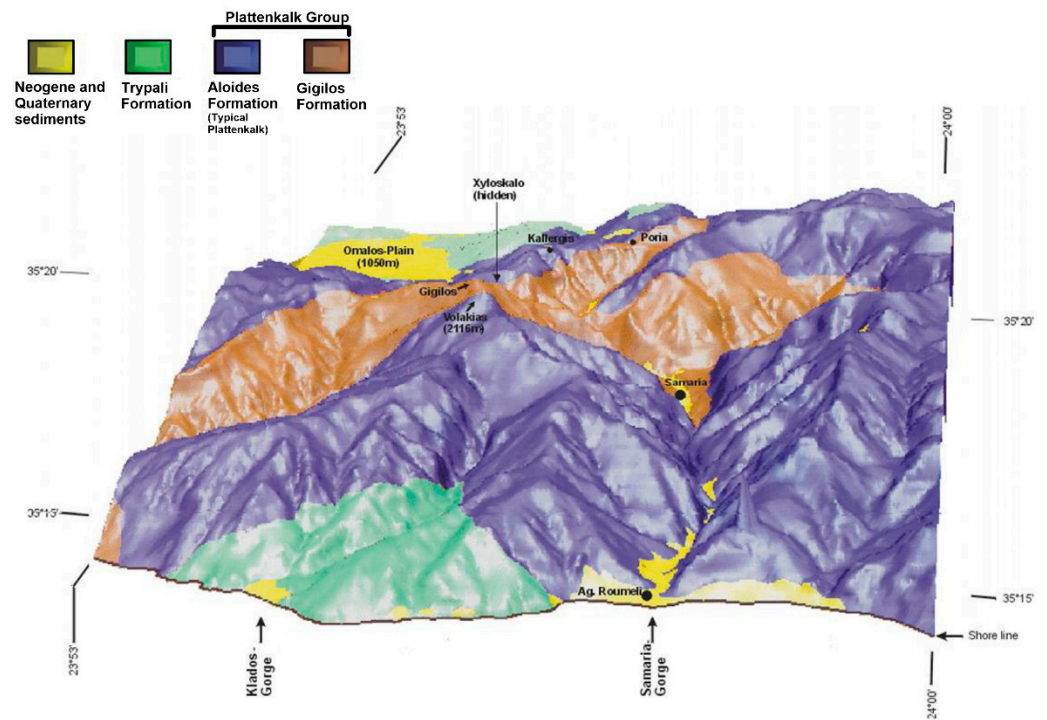 Plattenkalk Group
Neogene and
Quaternary
sediments
Trypali
Formation
Aloides
Formation
(Typical
Plattenkalk)
Gigilos
Formation
23°53
24°00'
Xyloskalo
(hidden)
Omalos-Plain
(1050m)
Kallergis
Poria
35°20'
Gigilos
Volakias
(2116m)
35°20'
Samaria
35°15'
Ag. Roumeli
35°15'
Shore line
23°53
Klados-
Gorge
Samaria-
Gorge
24°00'